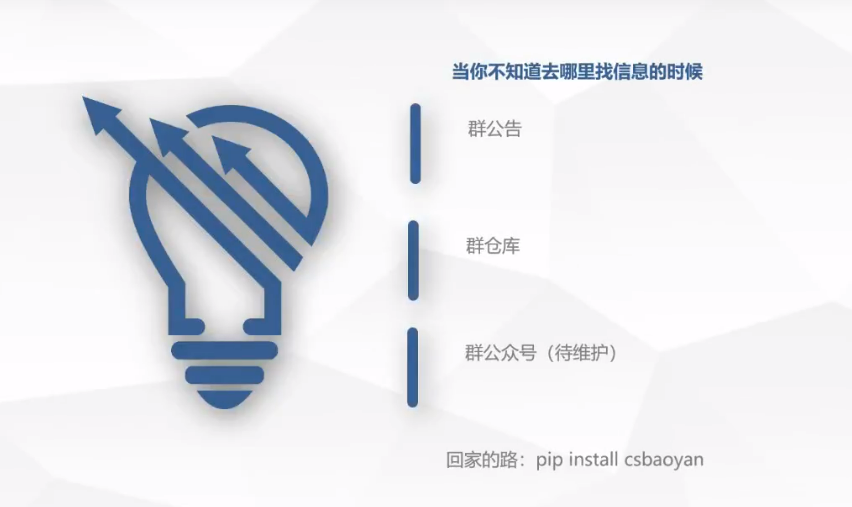 当你不知道去哪里找信息的时候
群公告
群仓库
群公众号（待维护）
回家的路：pip install csbaoyan